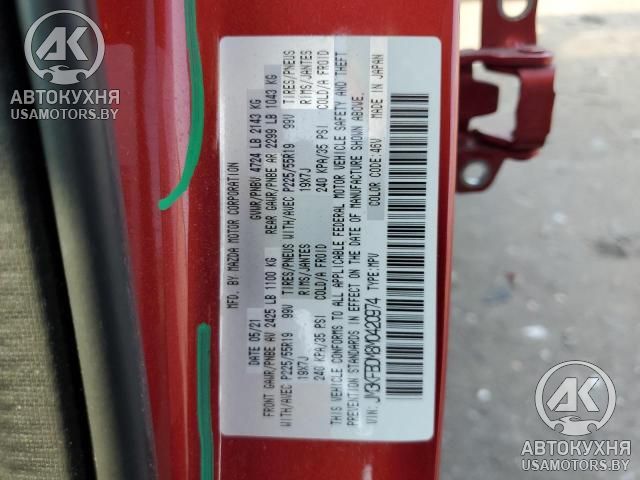 MFD. BY MAZDA MOTOR CORPORATION
DATE 05/21 GVWR/PNBV 4724 LB 2143 KG
FRONT GAWR/PNBE AV 2425 LB 1100 KG REAR GAWR/PNBE AR 2299 LB 1043 KG
WITH/AVEC P225/55R19 99V TIRES/PNEUS WITH/AVEC P225/55R19 99V TIRES/PNEUS
19X7J RIMS/JANTES 19X7J RIMS/JANTES
240 KPA/35 PSI COLD/A FROID 240 KPA/35 PSI COLD/A FROID
THIS VEHICLE CONFORMS TO ALL APPLICABLE FEDERAL MOTOR VEHICLE SAFETY AND THEFT
PREVENTION STANDARDS IN EFFECT ON THE DATE OF MANUFACTURE SHOWN ABOVE.
VIN: JM3KFBDY8M0420974 TYPE:MPV COLOR CODE:46V MADE IN JAPAN
АК
АВТОКУХНЯ
USAMOTORS.BY
АК
АВТОКУХНЯ
USAMOTORS.BY